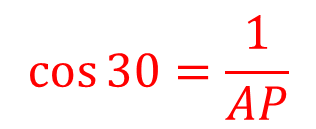 cos 30 = 1/AP